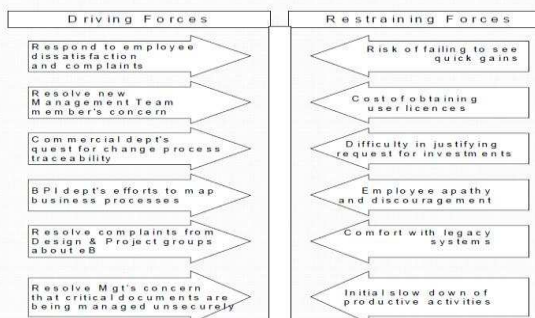 Driving Forces
Restraining Forces
Respond to employee
dissatisfaction
and complaints
Risk of failing to see
quick gains
Resolve new
Management Team
member's concern
Cost of obtaining
user licences
Commercial dept's
quest for change process
traceability
Difficulty in justifying
request for investments
BPI dept's efforts to map
business processes
Employee apathy
and discouragement
Resolve complaints from
Design & Project groups
about eB
Comfort with legacy
systems
Resolve Mgt's concern
that critical documents are
being managed unsecurely
Initial slow down of
productive activities